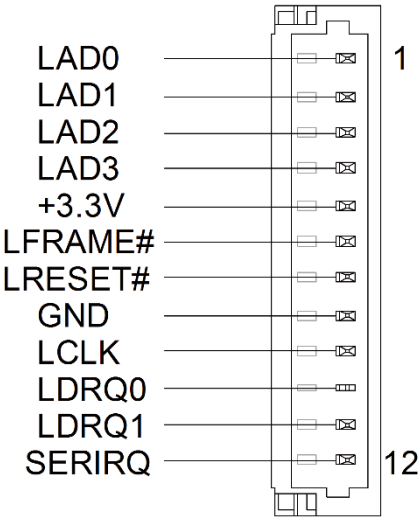 LAD0 1
LAD1
LAD2
LAD3
+3.3V
LFRAME#
LRESET#
GND
LCLK
LDRQ0
LDRQ1
SERIRQ 12